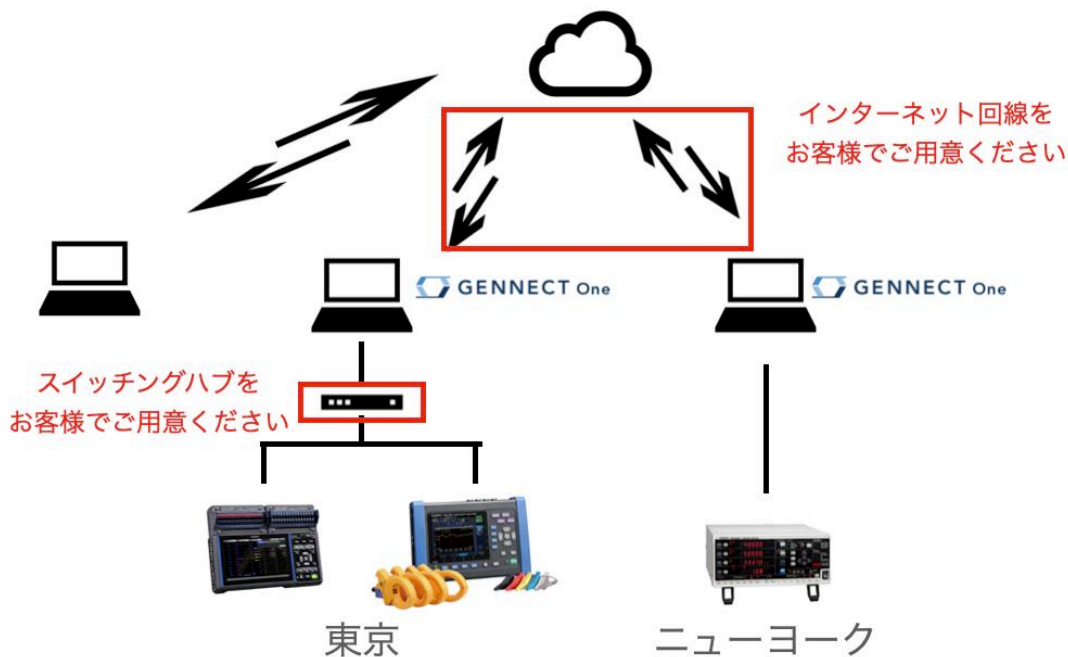 インターネット回線を
お客様でご用意ください
GENNECT One
GENNECT One
スイッチングハブを
お客様でご用意ください
東京
ニューヨーク